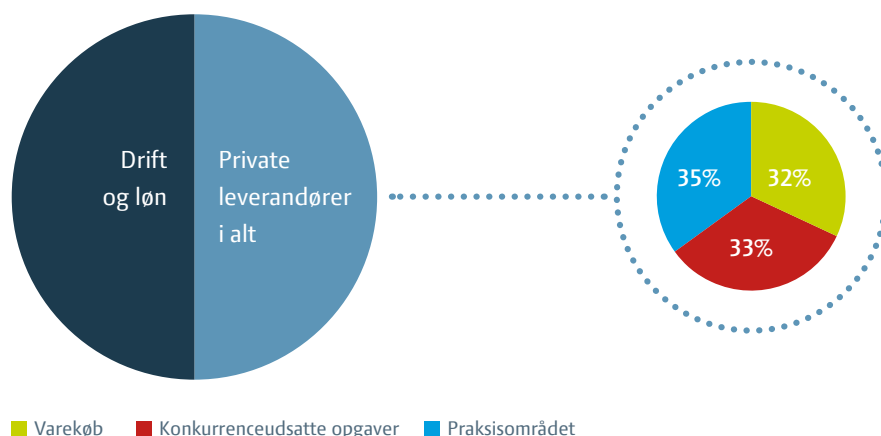 Drift
og løn
Private
leverandører
i alt
35%
32%
33%
Varekøb
Konkurrenceudsatte opgaver
Praksisområdet